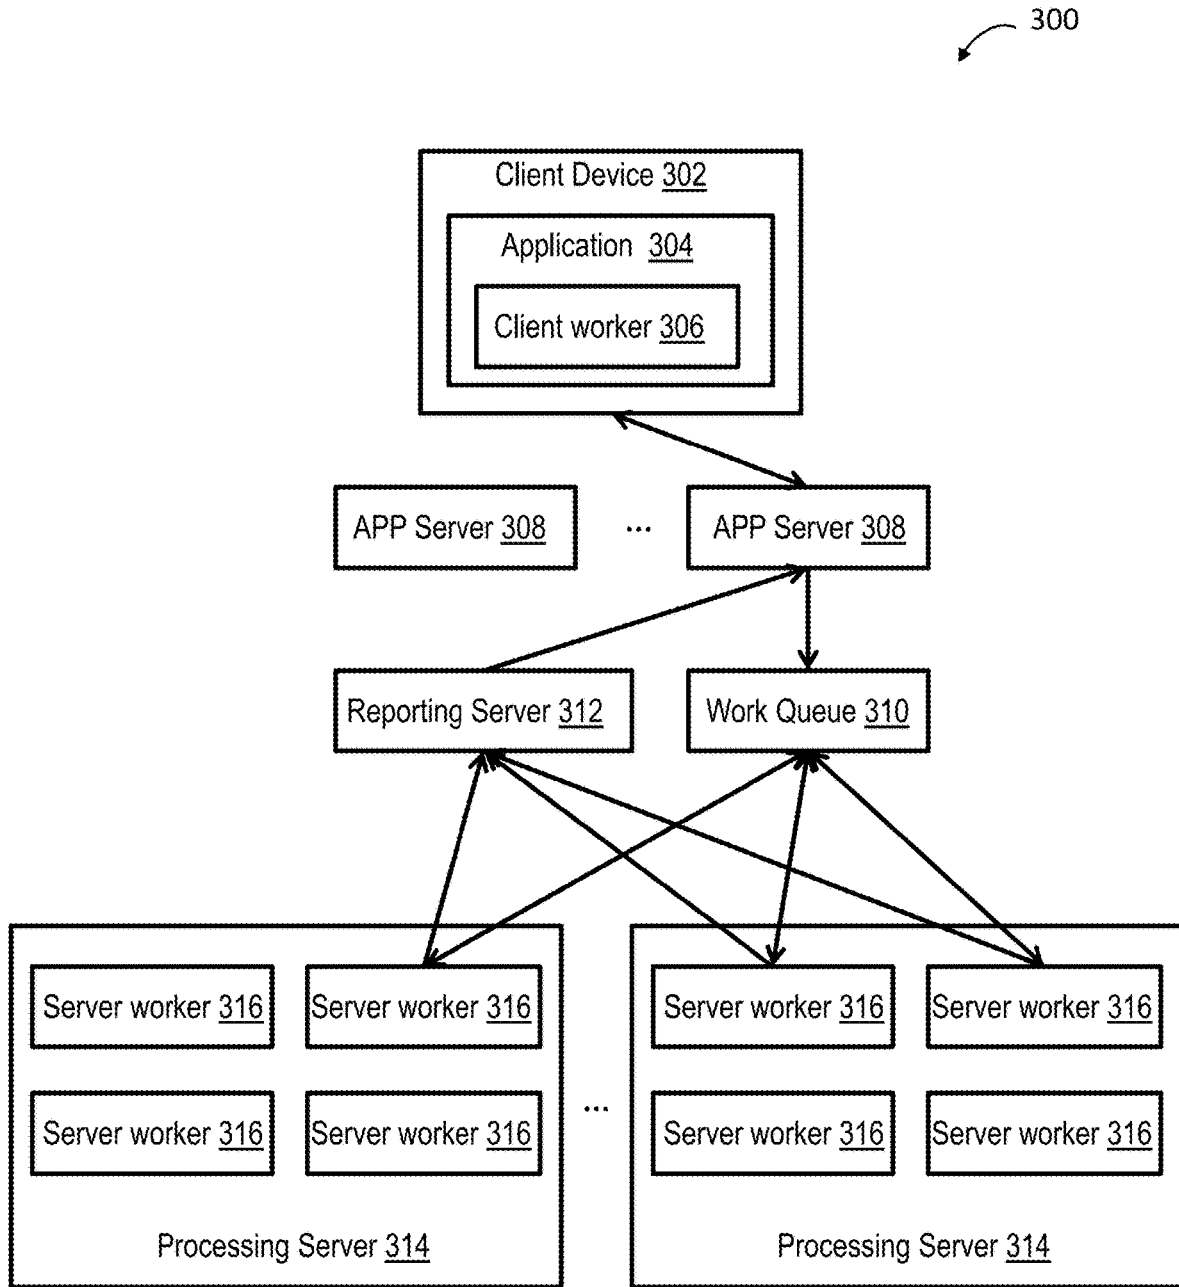 300
Client Device 302
Application 304
Client worker 306
APP Server 308
...
APP Server 308
Reporting Server 312
Work Queue 310
Server worker 316
Server worker 316
Server worker 316
Server worker 316
Server worker 316
Server worker 316
...
Server worker 316
Server worker 316
Processing Server 314
Processing Server 314